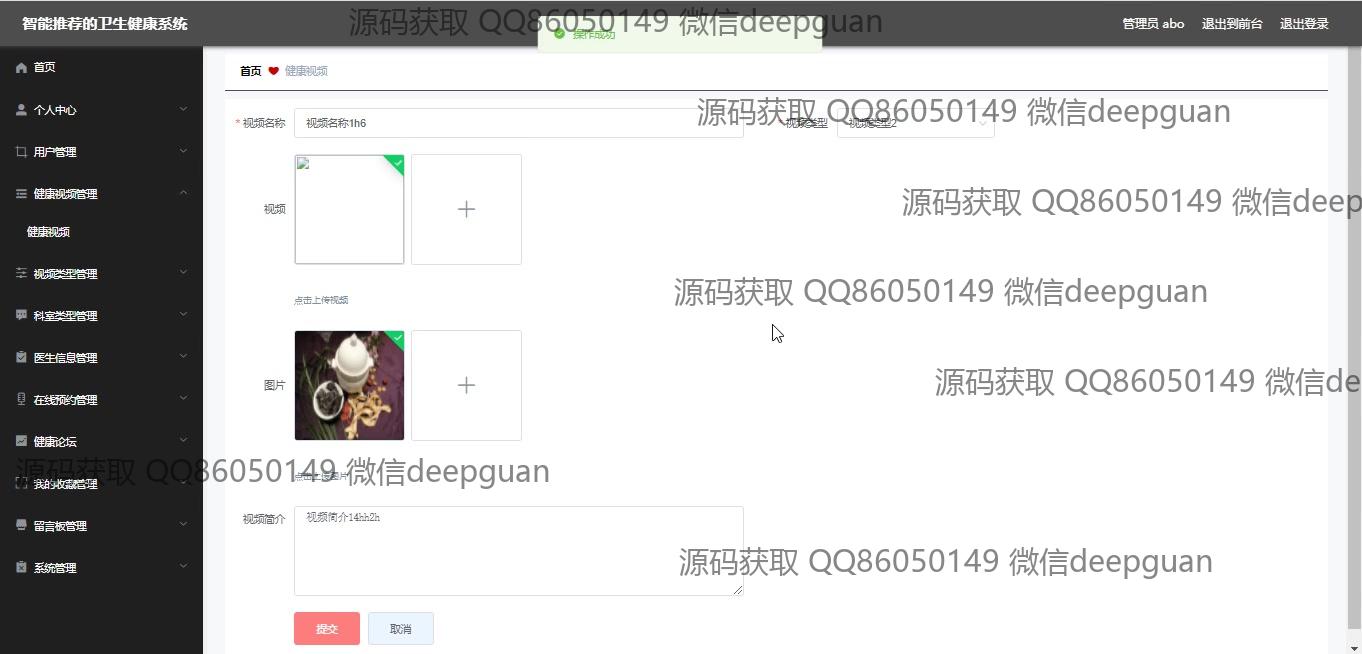 智能推荐的卫生健康系统
源码获取 QQ86050149 微信deepguan
操作成功
管理员 abo
退出到前台
退出登录
首页
个人中心
用户管理
健康视频管理
健康视频
视频类型管理
科室类型管理
医生信息管理
在线预约管理
健康论坛
我的收藏管理
留言板管理
系统管理
首页 健康视频
源码获取 QQ86050149 微信deepguan
* 视频名称 视频名称1h6
* 视频类型 视频类型2
视频
源码获取 QQ86050149 微信deep
源码获取 QQ86050149 微信deepguan
点击上传视频
图片
源码获取 QQ86050149 微信de
源码获取 QQ86050149 微信deepguan
点击上传图片
视频简介 视频简介14hh2h
源码获取 QQ86050149 微信deepguan
提交
取消